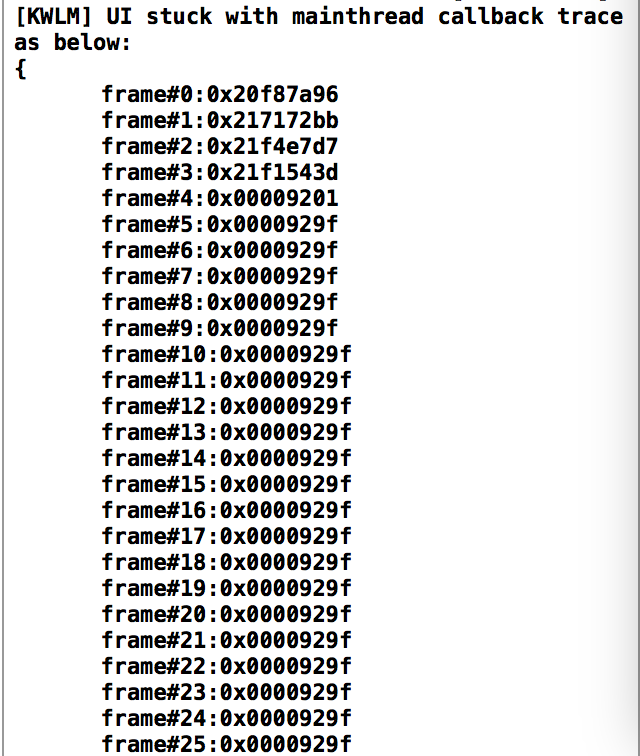 [KWLM] UI stuck with mainthread callback trace
as below:
{
frame#0:0x20f87a96
frame#1:0x217172bb
frame#2:0x21f4e7d7
frame#3:0x21f1543d
frame#4:0x00009201
frame#5:0x0000929f
frame#6:0x0000929f
frame#7:0x0000929f
frame#8:0x0000929f
frame#9:0x0000929f
frame#10:0x0000929f
frame#11:0x0000929f
frame#12:0x0000929f
frame#13:0x0000929f
frame#14:0x0000929f
frame#15:0x0000929f
frame#16:0x0000929f
frame#17:0x0000929f
frame#18:0x0000929f
frame#19:0x0000929f
frame#20:0x0000929f
frame#21:0x0000929f
frame#22:0x0000929f
frame#23:0x0000929f
frame#24:0x0000929f
frame#25:0x0000929f